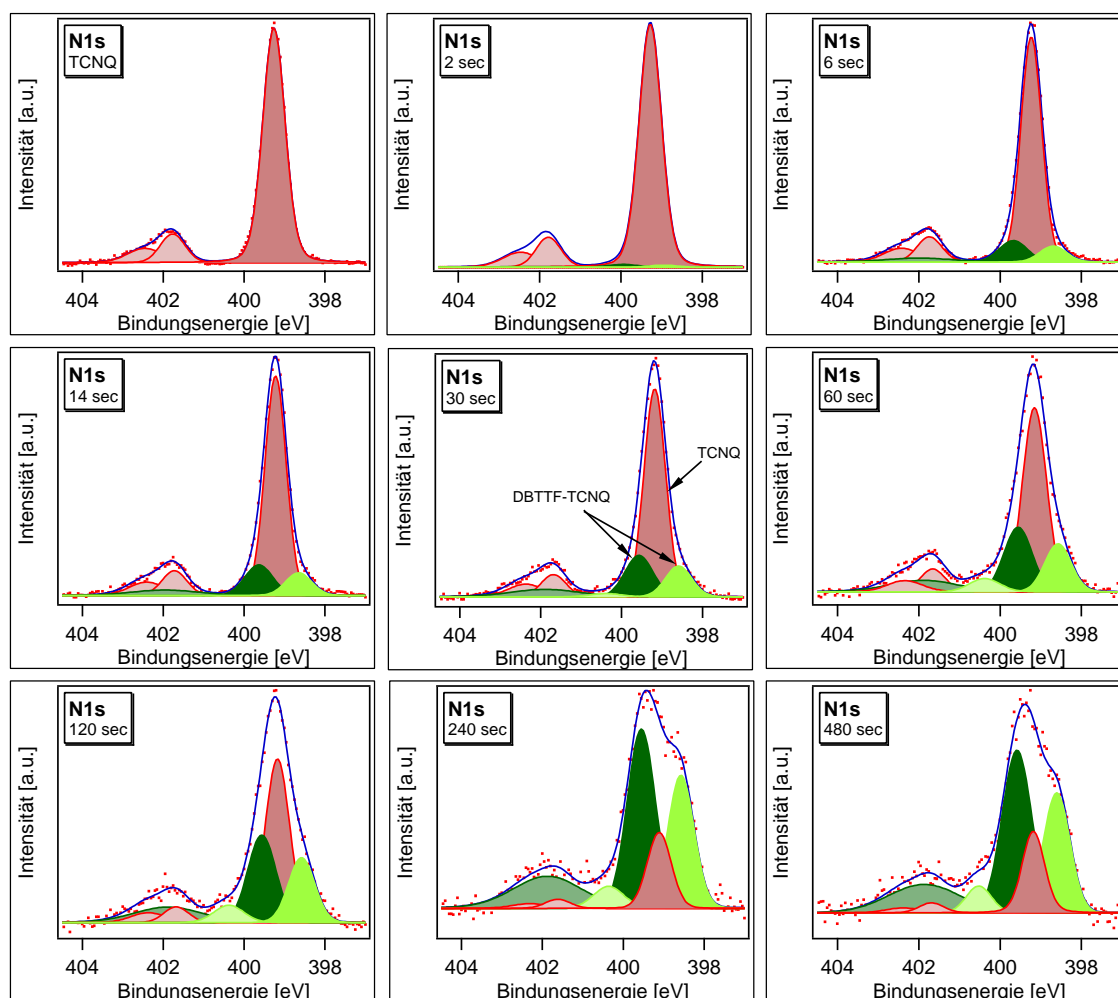 N1s
TCNQ
Intensität [a.u.]
404 402 400 398
Bindungsenergie [eV]
N1s
2 sec
Intensität [a.u.]
404 402 400 398
Bindungsenergie [eV]
N1s
6 sec
Intensität [a.u.]
404 402 400 398
Bindungsenergie [eV]
N1s
14 sec
Intensität [a.u.]
404 402 400 398
Bindungsenergie [eV]
N1s
30 sec
TCNQ
DBTTF-TCNQ
Intensität [a.u.]
404 402 400 398
Bindungsenergie [eV]
N1s
60 sec
Intensität [a.u.]
404 402 400 398
Bindungsenergie [eV]
N1s
120 sec
Intensität [a.u.]
404 402 400 398
Bindungsenergie [eV]
N1s
240 sec
Intensität [a.u.]
404 402 400 398
Bindungsenergie [eV]
N1s
480 sec
Intensität [a.u.]
404 402 400 398
Bindungsenergie [eV]